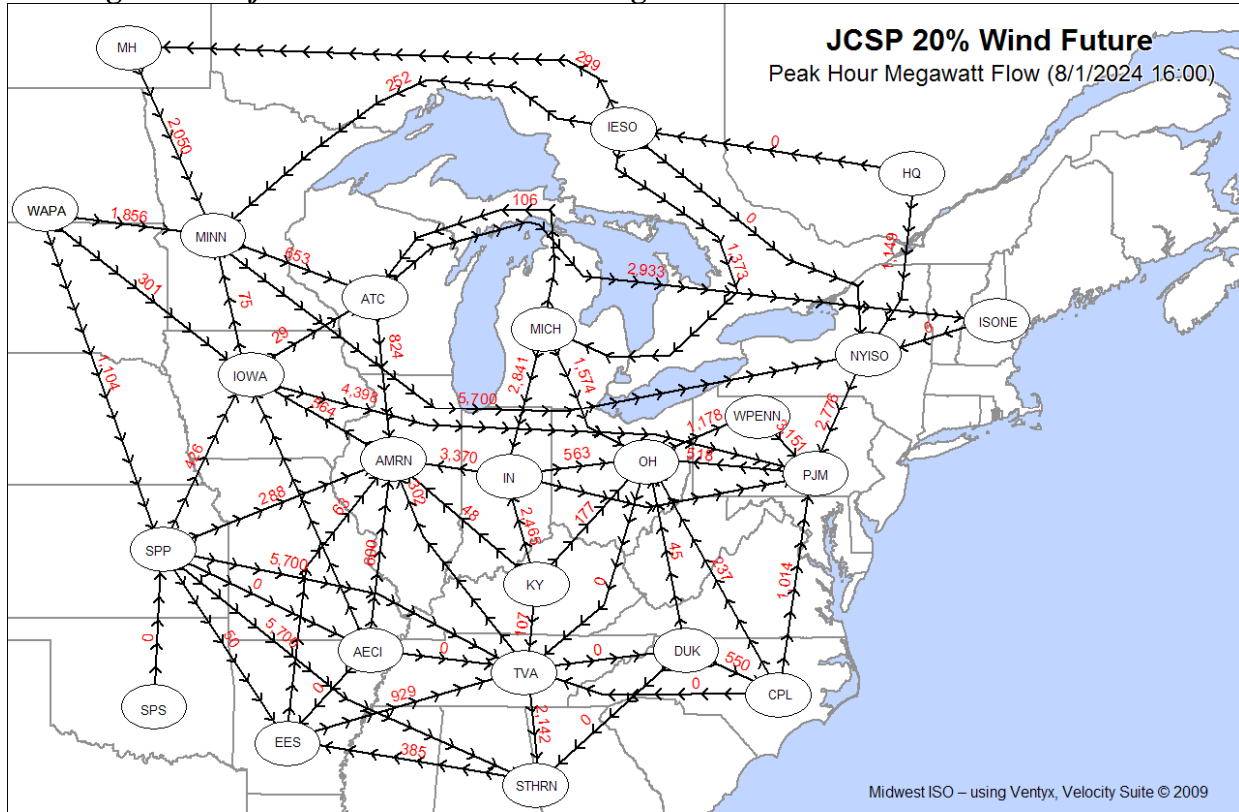 JCSP 20% Wind Future
Peak Hour Megawatt Flow (8/1/2024 16:00)
MH
299
252
IESO
2,050
0
HQ
WAPA
1,856
MINN
106
0
1,149
653
1,373
301
2,933
75
ATC
ISONE
29
824
MICH
6
NYISO
1,104
IOWA
2,841
1,574
4,398
564
5,700
2,776
WPENN
1,178
3,151
426
AMRN
3,370
IN
563
OH
518
PJM
288
63
302
48
2,465
177
SPP
600
45
237
5,700
0
KY
0
1,014
0
50
5,700
AECI
0
107
TVA
0
DUK
550
SPS
0
929
0
CPL
EES
2,142
0
385
STHRN
Midwest ISO – using Ventyx, Velocity Suite © 2009